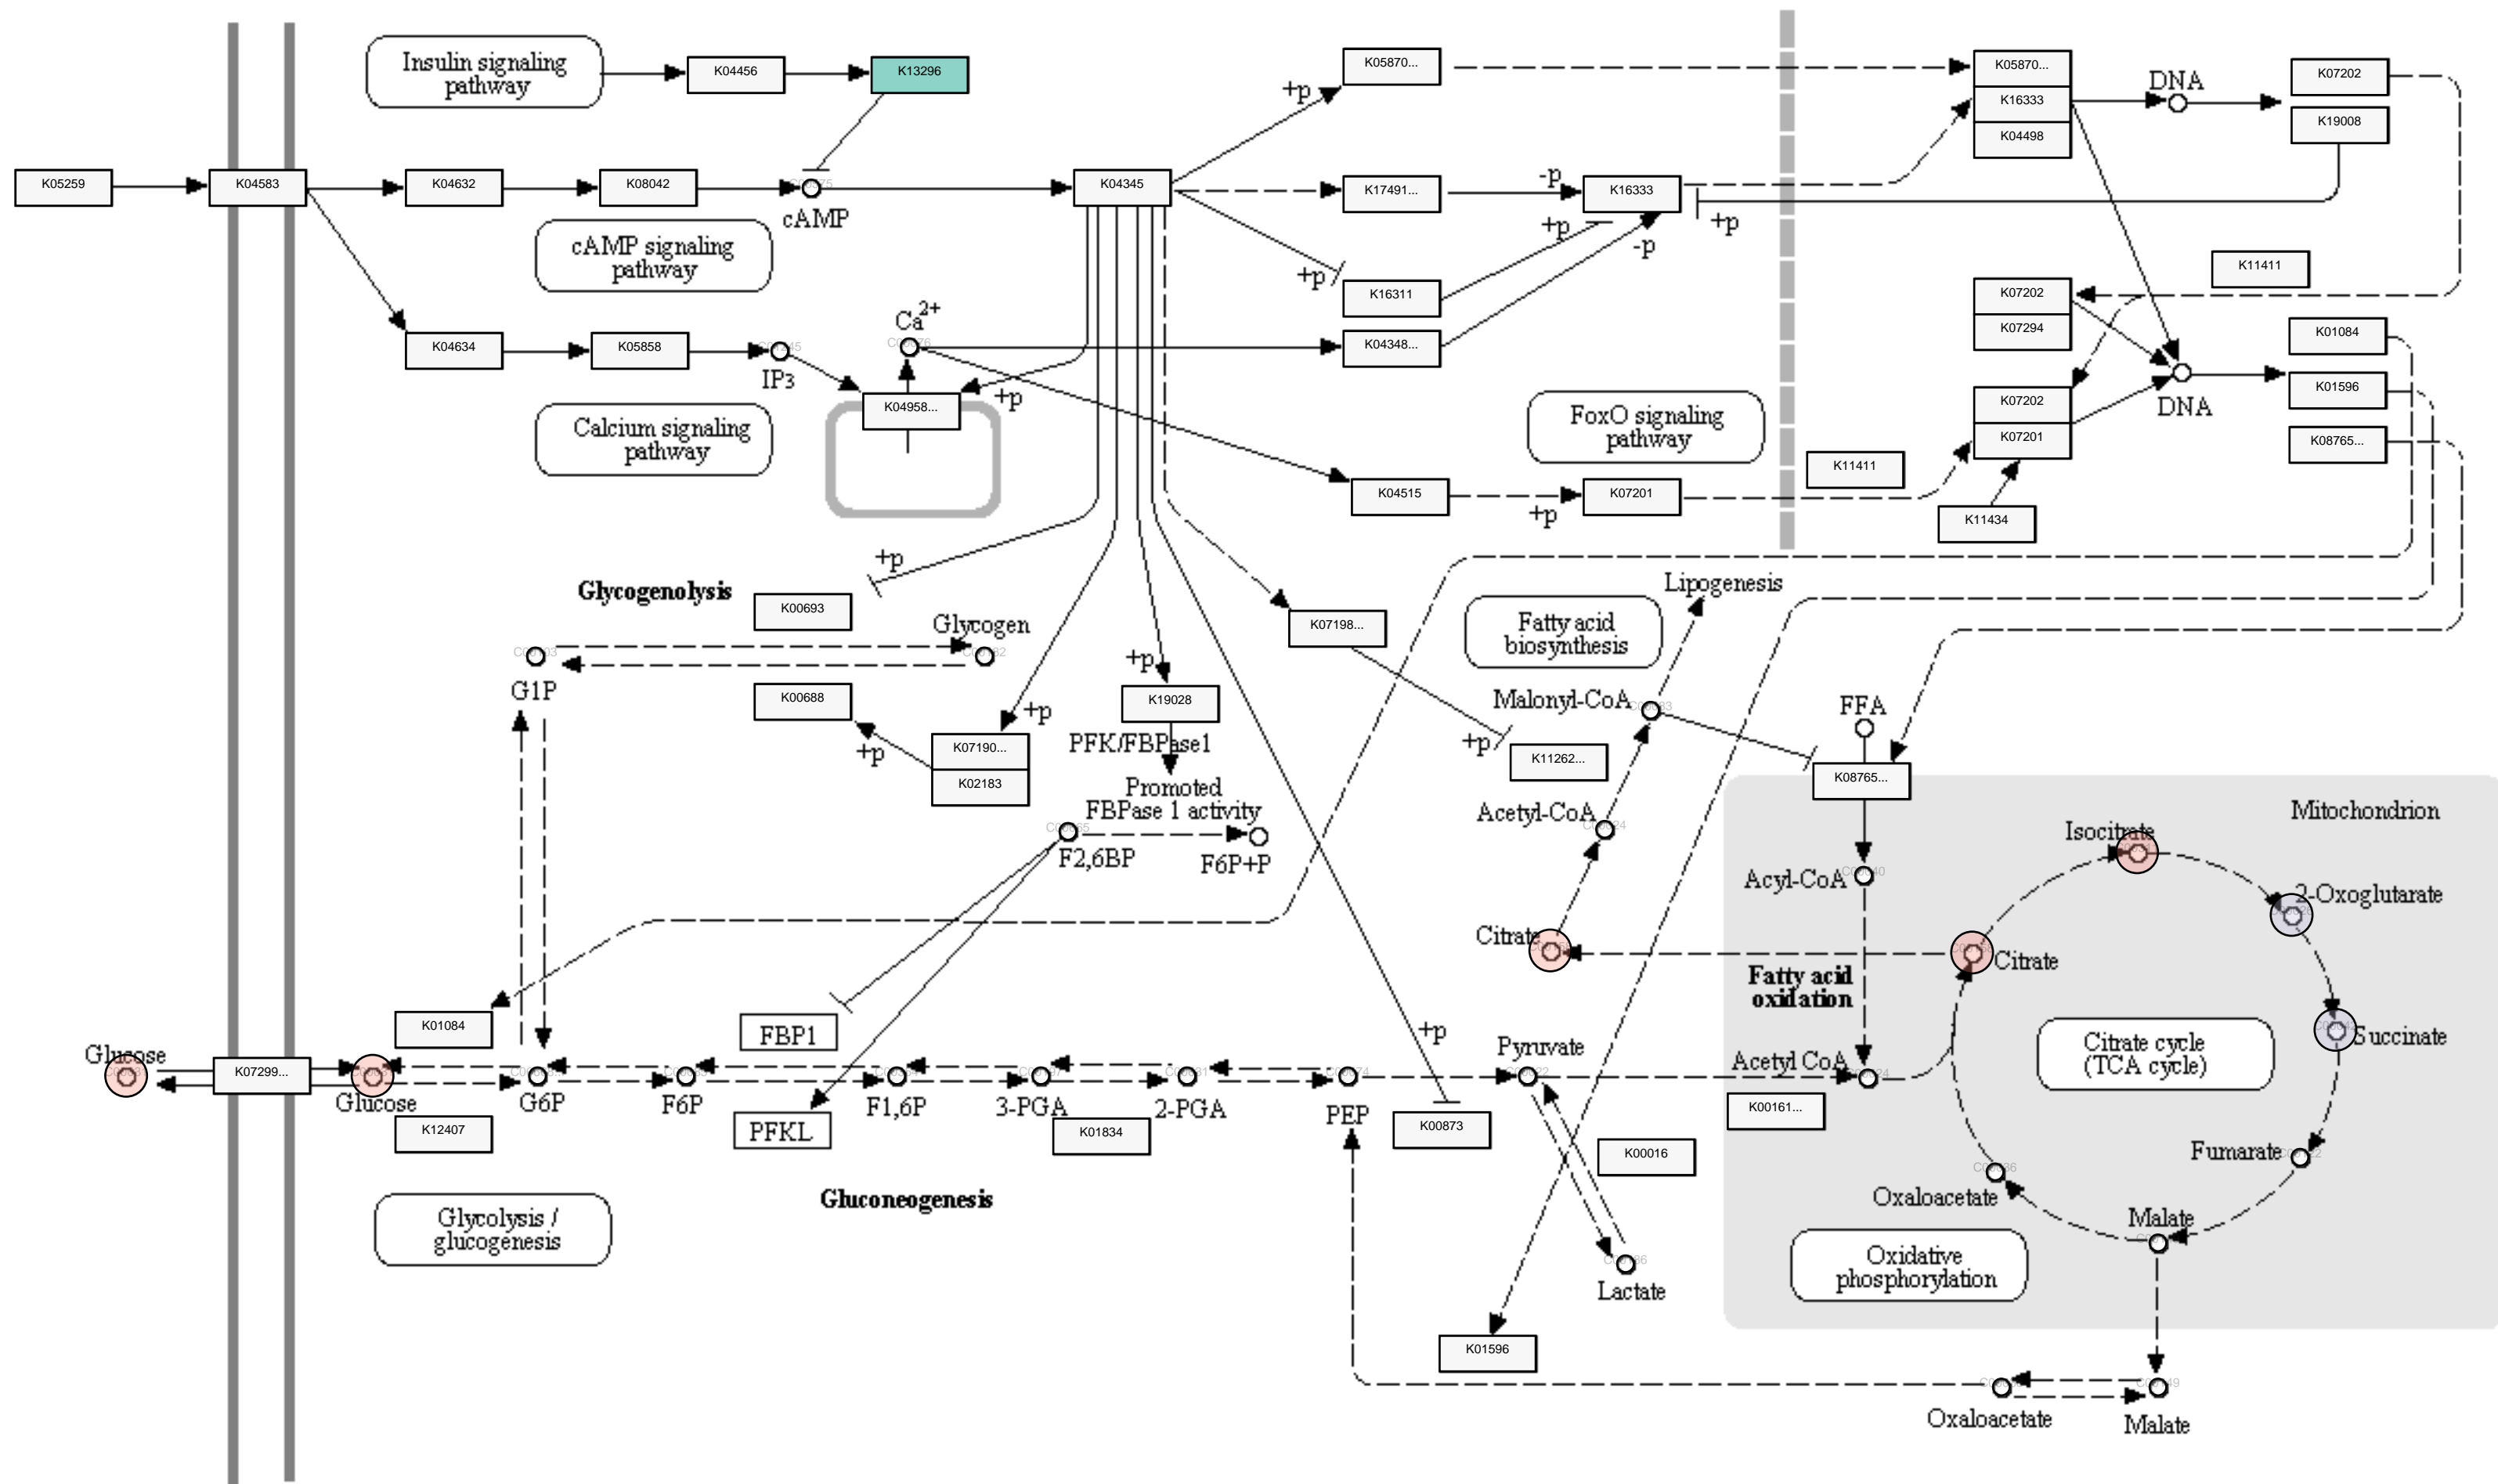 Insulin signaling
pathway
K04456
K13296
K05870...
K05870...
K16333
K04498
DNA
K07202
K19008
+p
K05259
K04583
K04632
K08042
cAMP
K04345
K17491...
-p
K16333
+p
+p
-p
+p
cAMP signaling
pathway
K16311
K11411
K07202
K07294
Ca2+
K04634
K05858
IP3
K04348...
K01084
K04958...
+p
K01596
DNA
K07202
K07201
K08765...
Calcium signaling
pathway
FoxO signaling
pathway
K11411
K04515
+p
K07201
K11434
+p
Glycogenolysis
K00693
Glycogen
G1P
K00688
+p
+p
K07190...
K02183
+p
K19028
PFK/FBPase1
Promoted
FBPase 1 activity
F2,6BP
F6P+P
K07198...
+p
Lipogenesis
Fatty acid
biosynthesis
Malonyl-CoA
K11262...
Acetyl-CoA
Citrate
FFA
K08765...
Mitochondrion
Isocitrate
2-Oxoglutarate
Acyl-CoA
Citrate
Fatty acid
oxidation
Succinate
Citrate cycle
(TCA cycle)
K01084
FBP1
+p
Glucose
K07299...
Glucose
G6P
F6P
F1,6P
3-PGA
2-PGA
PEP
Pyruvate
Acetyl CoA
K12407
PFKL
K01834
K00873
K00016
K00161...
Fumarate
Oxaloacetate
Malate
Gluconeogenesis
Glycolysis /
glucogenesis
Oxidative
phosphorylation
Lactate
K01596
Oxaloacetate
Malate